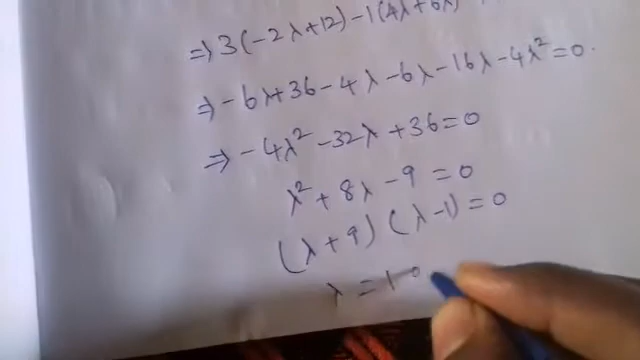 ⇒ 3(-2λ+12) -1(4λ+6λ)
⇒ -6λ+36-4λ-6λ-16λ-4λ²=0.
⇒ -4λ²-32λ+36=0
λ²+8λ-9=0
(λ+9)(λ-1)=0
λ=1